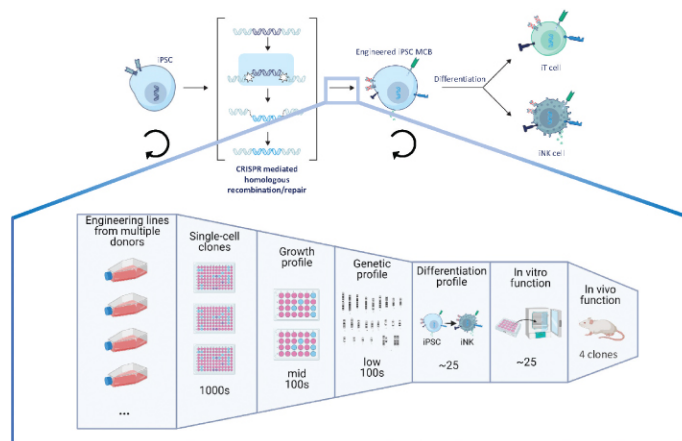 iPSC
Engineered iPSC MCB
Differentiation
iT cell
iNK cell
CRISPR mediated
homologous
recombination/repair
Engineering lines
from multiple
donors
...
Single-cell
clones
1000s
Growth
profile
mid
100s
Genetic
profile
low
100s
Differentiation
profile
iPSC
iNK
~25
In vitro
function
~25
In vivo
function
4 clones